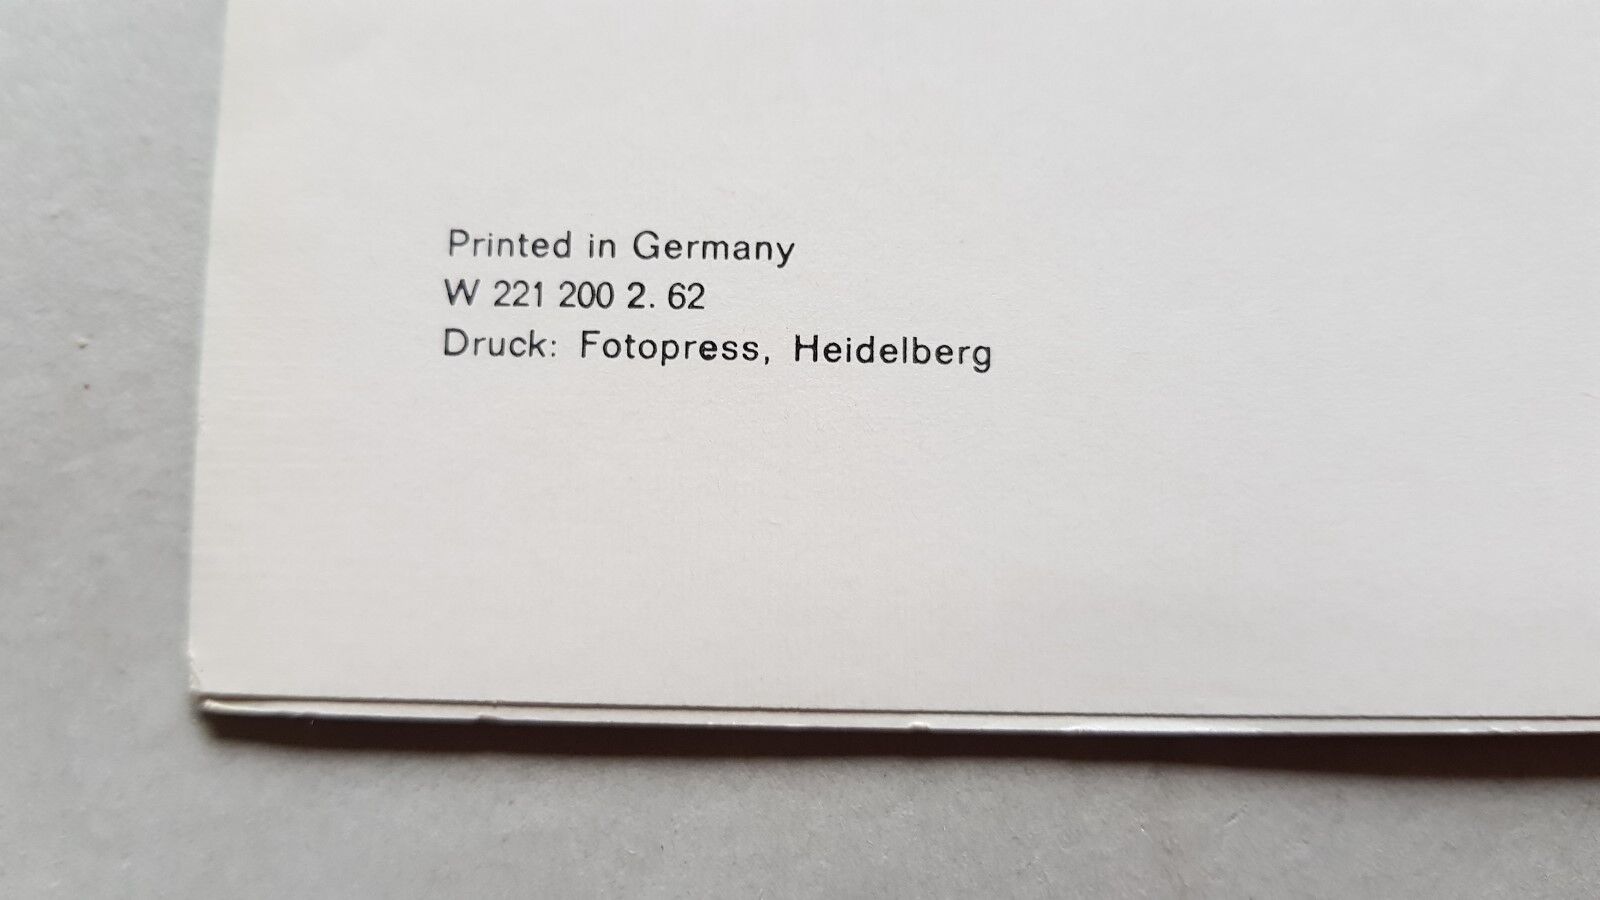 Printed in Germany
W 221 200 2. 62
Druck: Fotopress, Heidelberg